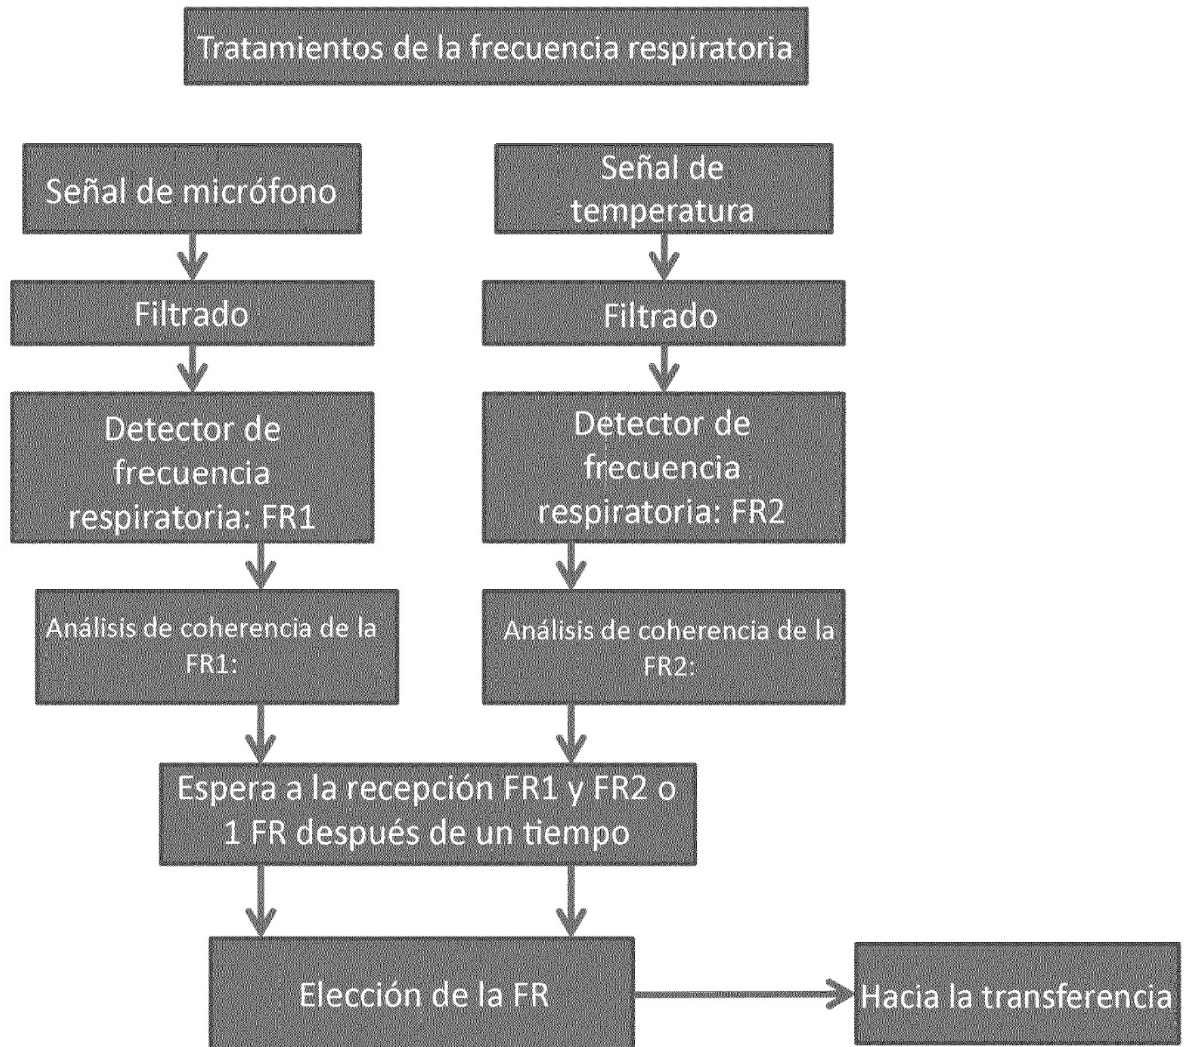 Tratamientos de la frecuencia respiratoria
Señal de micrófono
Filtrado
Detector de
frecuencia
respiratoria: FR1
Análisis de coherencia de la
FR1:
Señal de
temperatura
Filtrado
Detector de
frecuencia
respiratoria: FR2
Análisis de coherencia de la
FR2:
Espera a la recepción FR1 y FR2 o
1 FR después de un tiempo
Elección de la FR
Hacia la transferencia